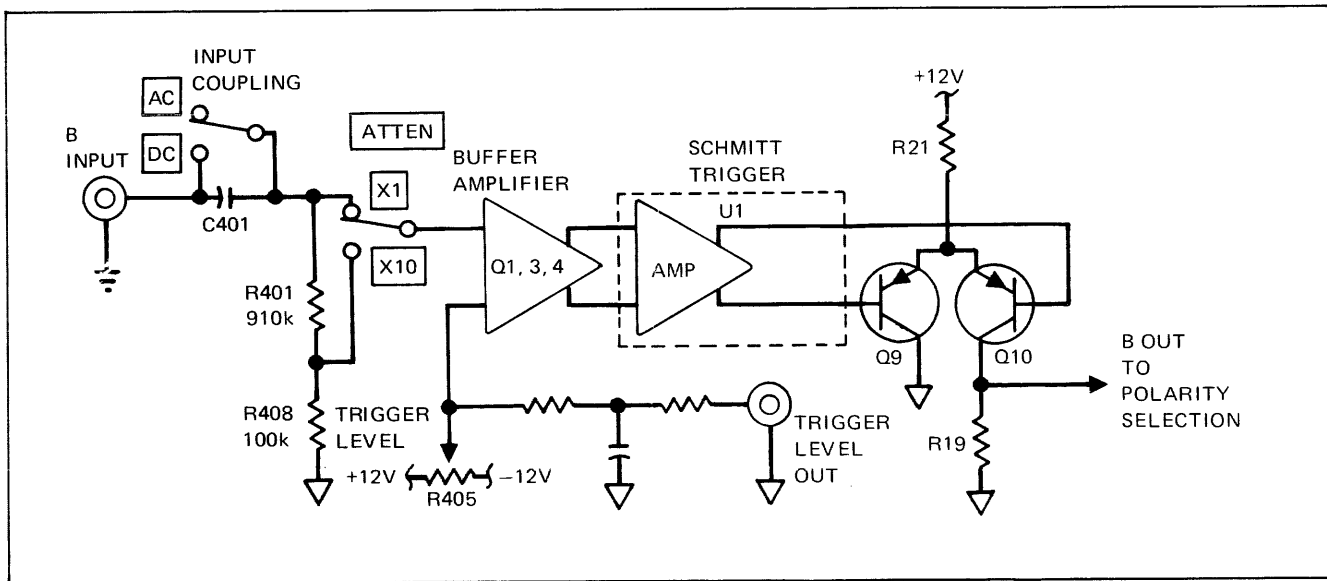 INPUT
COUPLING
AC
B
INPUT
DC
C401
ATTEN
X1
X10
R401
910k
R408
100k
BUFFER
AMPLIFIER
Q1, 3, 4
TRIGGER
LEVEL
+12V
-12V
R405
SCHMITT
TRIGGER
U1
AMP
TRIGGER
LEVEL
OUT
+12V
R21
Q9
Q10
R19
B OUT
TO
POLARITY
SELECTION